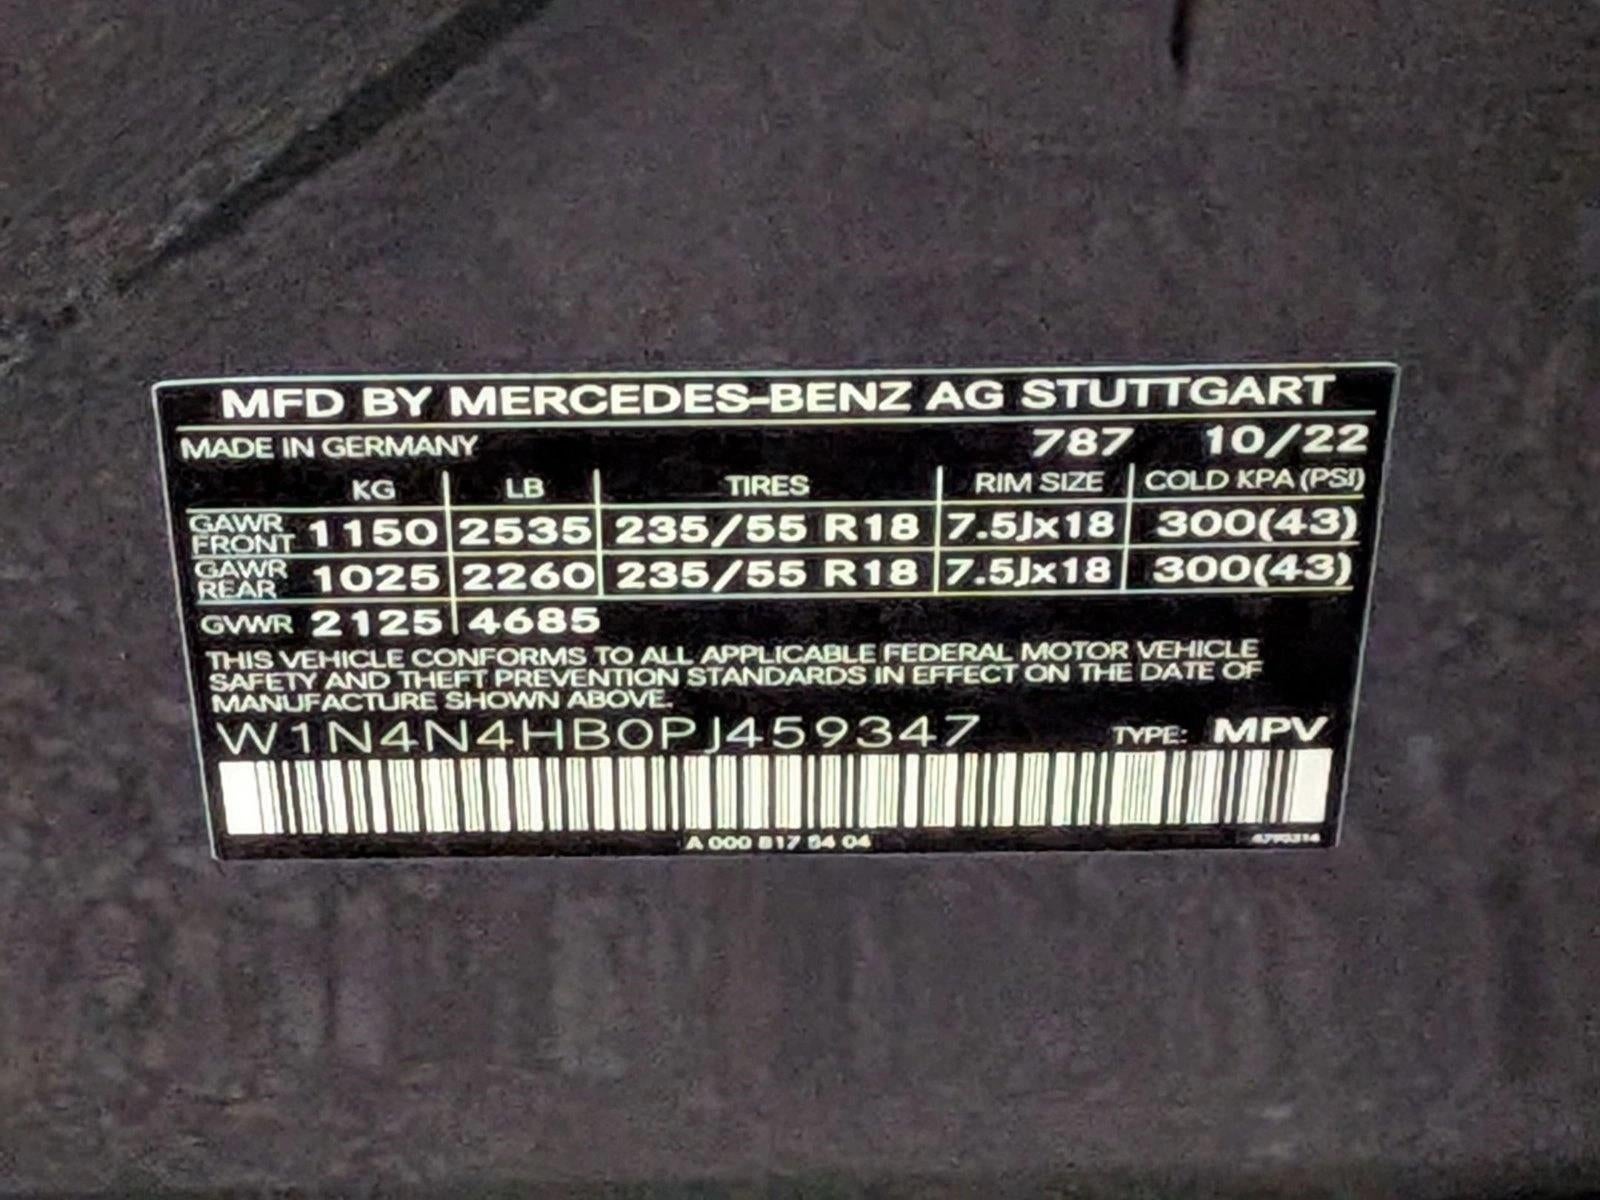 MFD BY MERCEDES-BENZ AG STUTTGART
MADE IN GERMANY 787 10/22
KG LB TIRES RIM SIZE COLD KPA (PSI)
GAWR FRONT 1150 2535 235/55 R18 7.5Jx18 300(43)
GAWR REAR 1025 2260 235/55 R18 7.5Jx18 300(43)
GVWR 2125 4685
THIS VEHICLE CONFORMS TO ALL APPLICABLE FEDERAL MOTOR VEHICLE
SAFETY AND THEFT PREVENTION STANDARDS IN EFFECT ON THE DATE OF
MANUFACTURE SHOWN ABOVE.
W1N4N4HB0PJ459347 TYPE: MPV
A 000 817 04